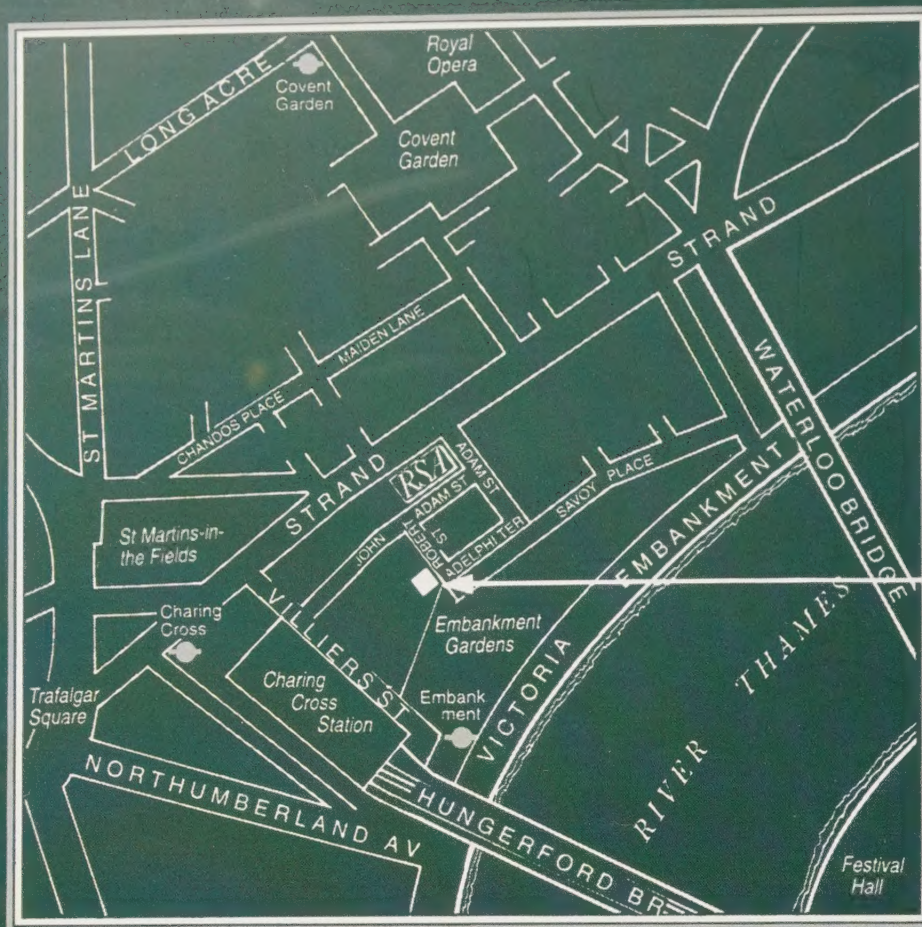 Royal
Opera
LONG ACRE
Covent
Garden
Covent
Garden
ST MARTINS LANE
STRAND
MAIDEN LANE
CHANDOS PLACE
WATERLOO BRIDGE
STRAND
RSA
ADAM ST
ADAM ST
SAVOY PLACE
JOHN
ROBERT
ST
ADELPHI TER
St Martins-in-
the Fields
EMBANKMENT
Charing
Cross
VILLIERS ST
Embankment
Gardens
THAMES
Charing
Cross
Station
Trafalgar
Square
Embank
ment
VICTORIA
RIVER
NORTHUMBERLAND AV
HUNGERFORD BR
Festival
Hall